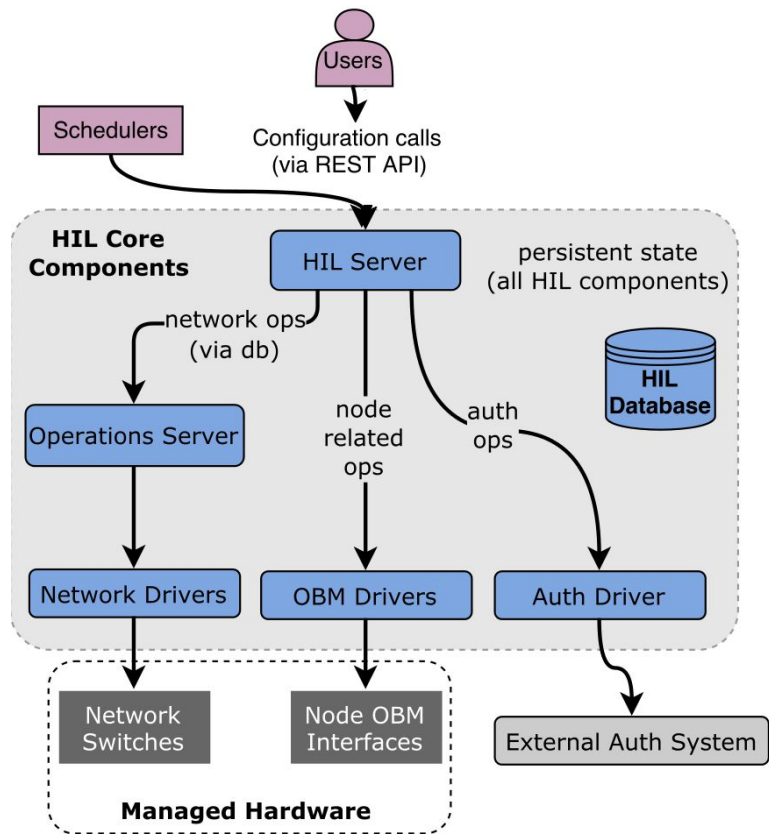 Users
Schedulers
Configuration calls
(via REST API)
HIL Core
Components
HIL Server
persistent state
(all HIL components)
network ops
(via db)
HIL
Database
Operations Server
node
related
ops
auth
ops
Network Drivers
OBM Drivers
Auth Driver
Network
Switches
Node OBM
Interfaces
External Auth System
Managed Hardware